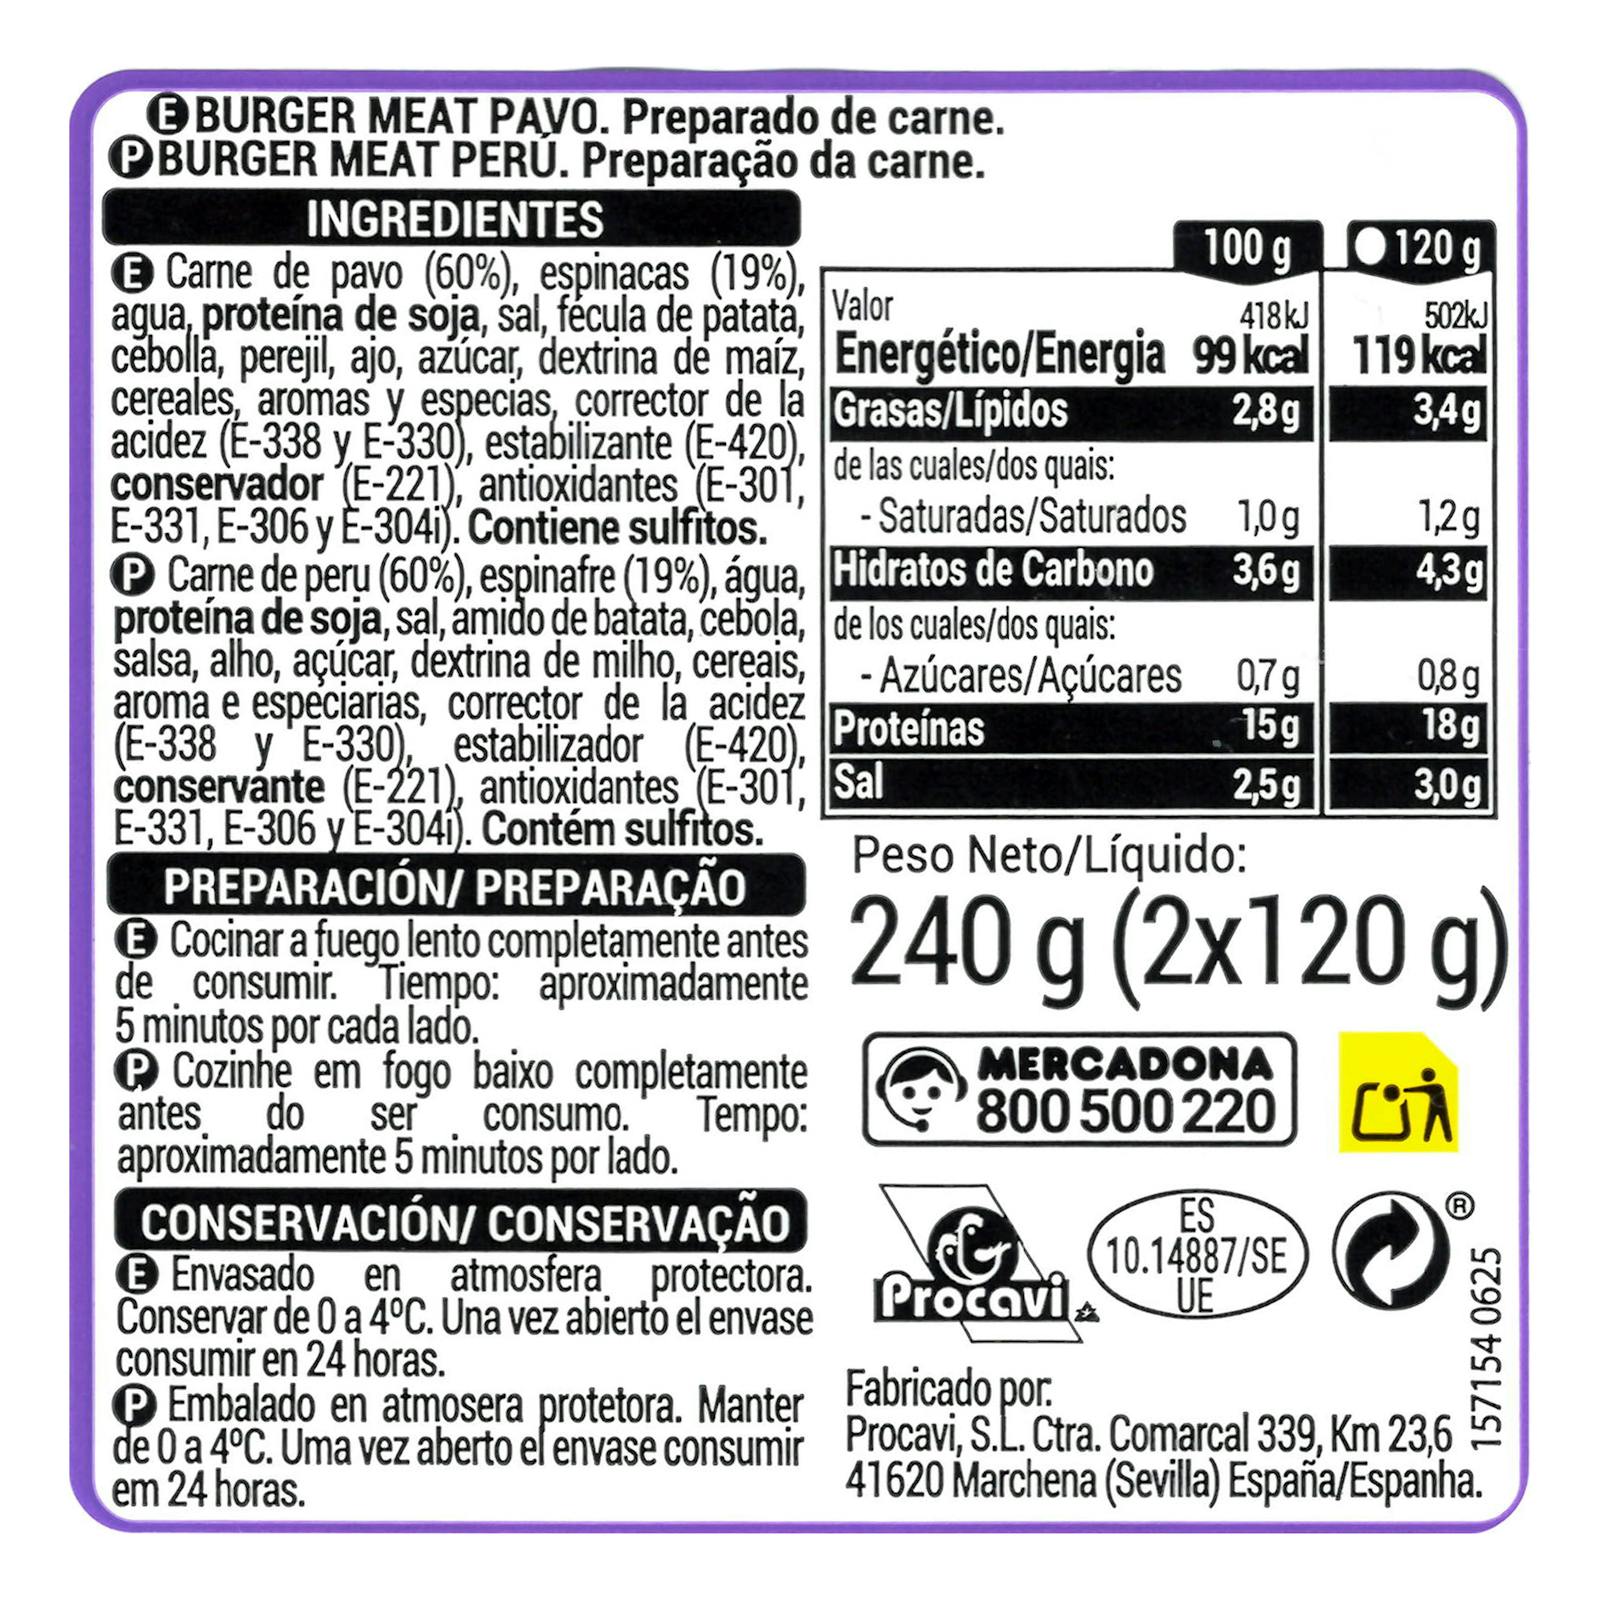 E BURGER MEAT PAVO. Preparado de carne.
P BURGER MEAT PERÚ. Preparação da carne.
INGREDIENTES
E Carne de pavo (60%), espinacas (19%),
agua, proteína de soja, sal, fécula de patata,
cebolla, perejil, ajo, azúcar, dextrina de maíz,
cereales, aromas y especias, corrector de la
acidez (E-338 y E-330), estabilizante (E-420),
conservador (E-221), antioxidantes (E-301,
E-331, E-306 y E-304i). Contiene sulfitos.
P Carne de peru (60%), espinafre (19%), água,
proteína de soja, sal, amido de batata, cebola,
salsa, alho, açúcar, dextrina de milho, cereais,
aroma e especiarias, corrector de la acidez
(E-338 y E-330), estabilizador (E-420),
conservante (E-221), antioxidantes (E-301,
E-331, E-306 y E-304i). Contém sulfitos.
PREPARACIÓN/ PREPARAÇÃO
E Cocinar a fuego lento completamente antes
de consumir. Tiempo: aproximadamente
5 minutos por cada lado.
P Cozinhe em fogo baixo completamente
antes do ser consumo. Tempo:
aproximadamente 5 minutos por lado.
CONSERVACIÓN/ CONSERVAÇÃO
E Envasado en atmosfera protectora.
Conservar de 0 a 4ºC. Una vez abierto el envase
consumir en 24 horas.
P Embalado en atmosera protetora. Manter
de 0 a 4ºC. Uma vez aberto el envase consumir
em 24 horas.
100 g 120 g
Valor 418 kJ 502kJ
Energético/Energia 99 kcal 119 kcal
Grasas/Lípidos 2,8 g 3,4 g
de las cuales/dos quais:
- Saturadas/Saturados 1,0 g 1,2 g
Hidratos de Carbono 3,6 g 4,3 g
de los cuales/dos quais:
- Azúcares/Açúcares 0,7 g 0,8 g
Proteínas 15 g 18 g
Sal 2,5 g 3,0 g
Peso Neto/Líquido:
240 g (2x120 g)
MERCADONA
800 500 220
Procavi
ES
10.14887/SE
UE
®
157154 0625
Fabricado por:
Procavi, S.L. Ctra. Comarcal 339, Km 23,6
41620 Marchena (Sevilla) España/Espanha.